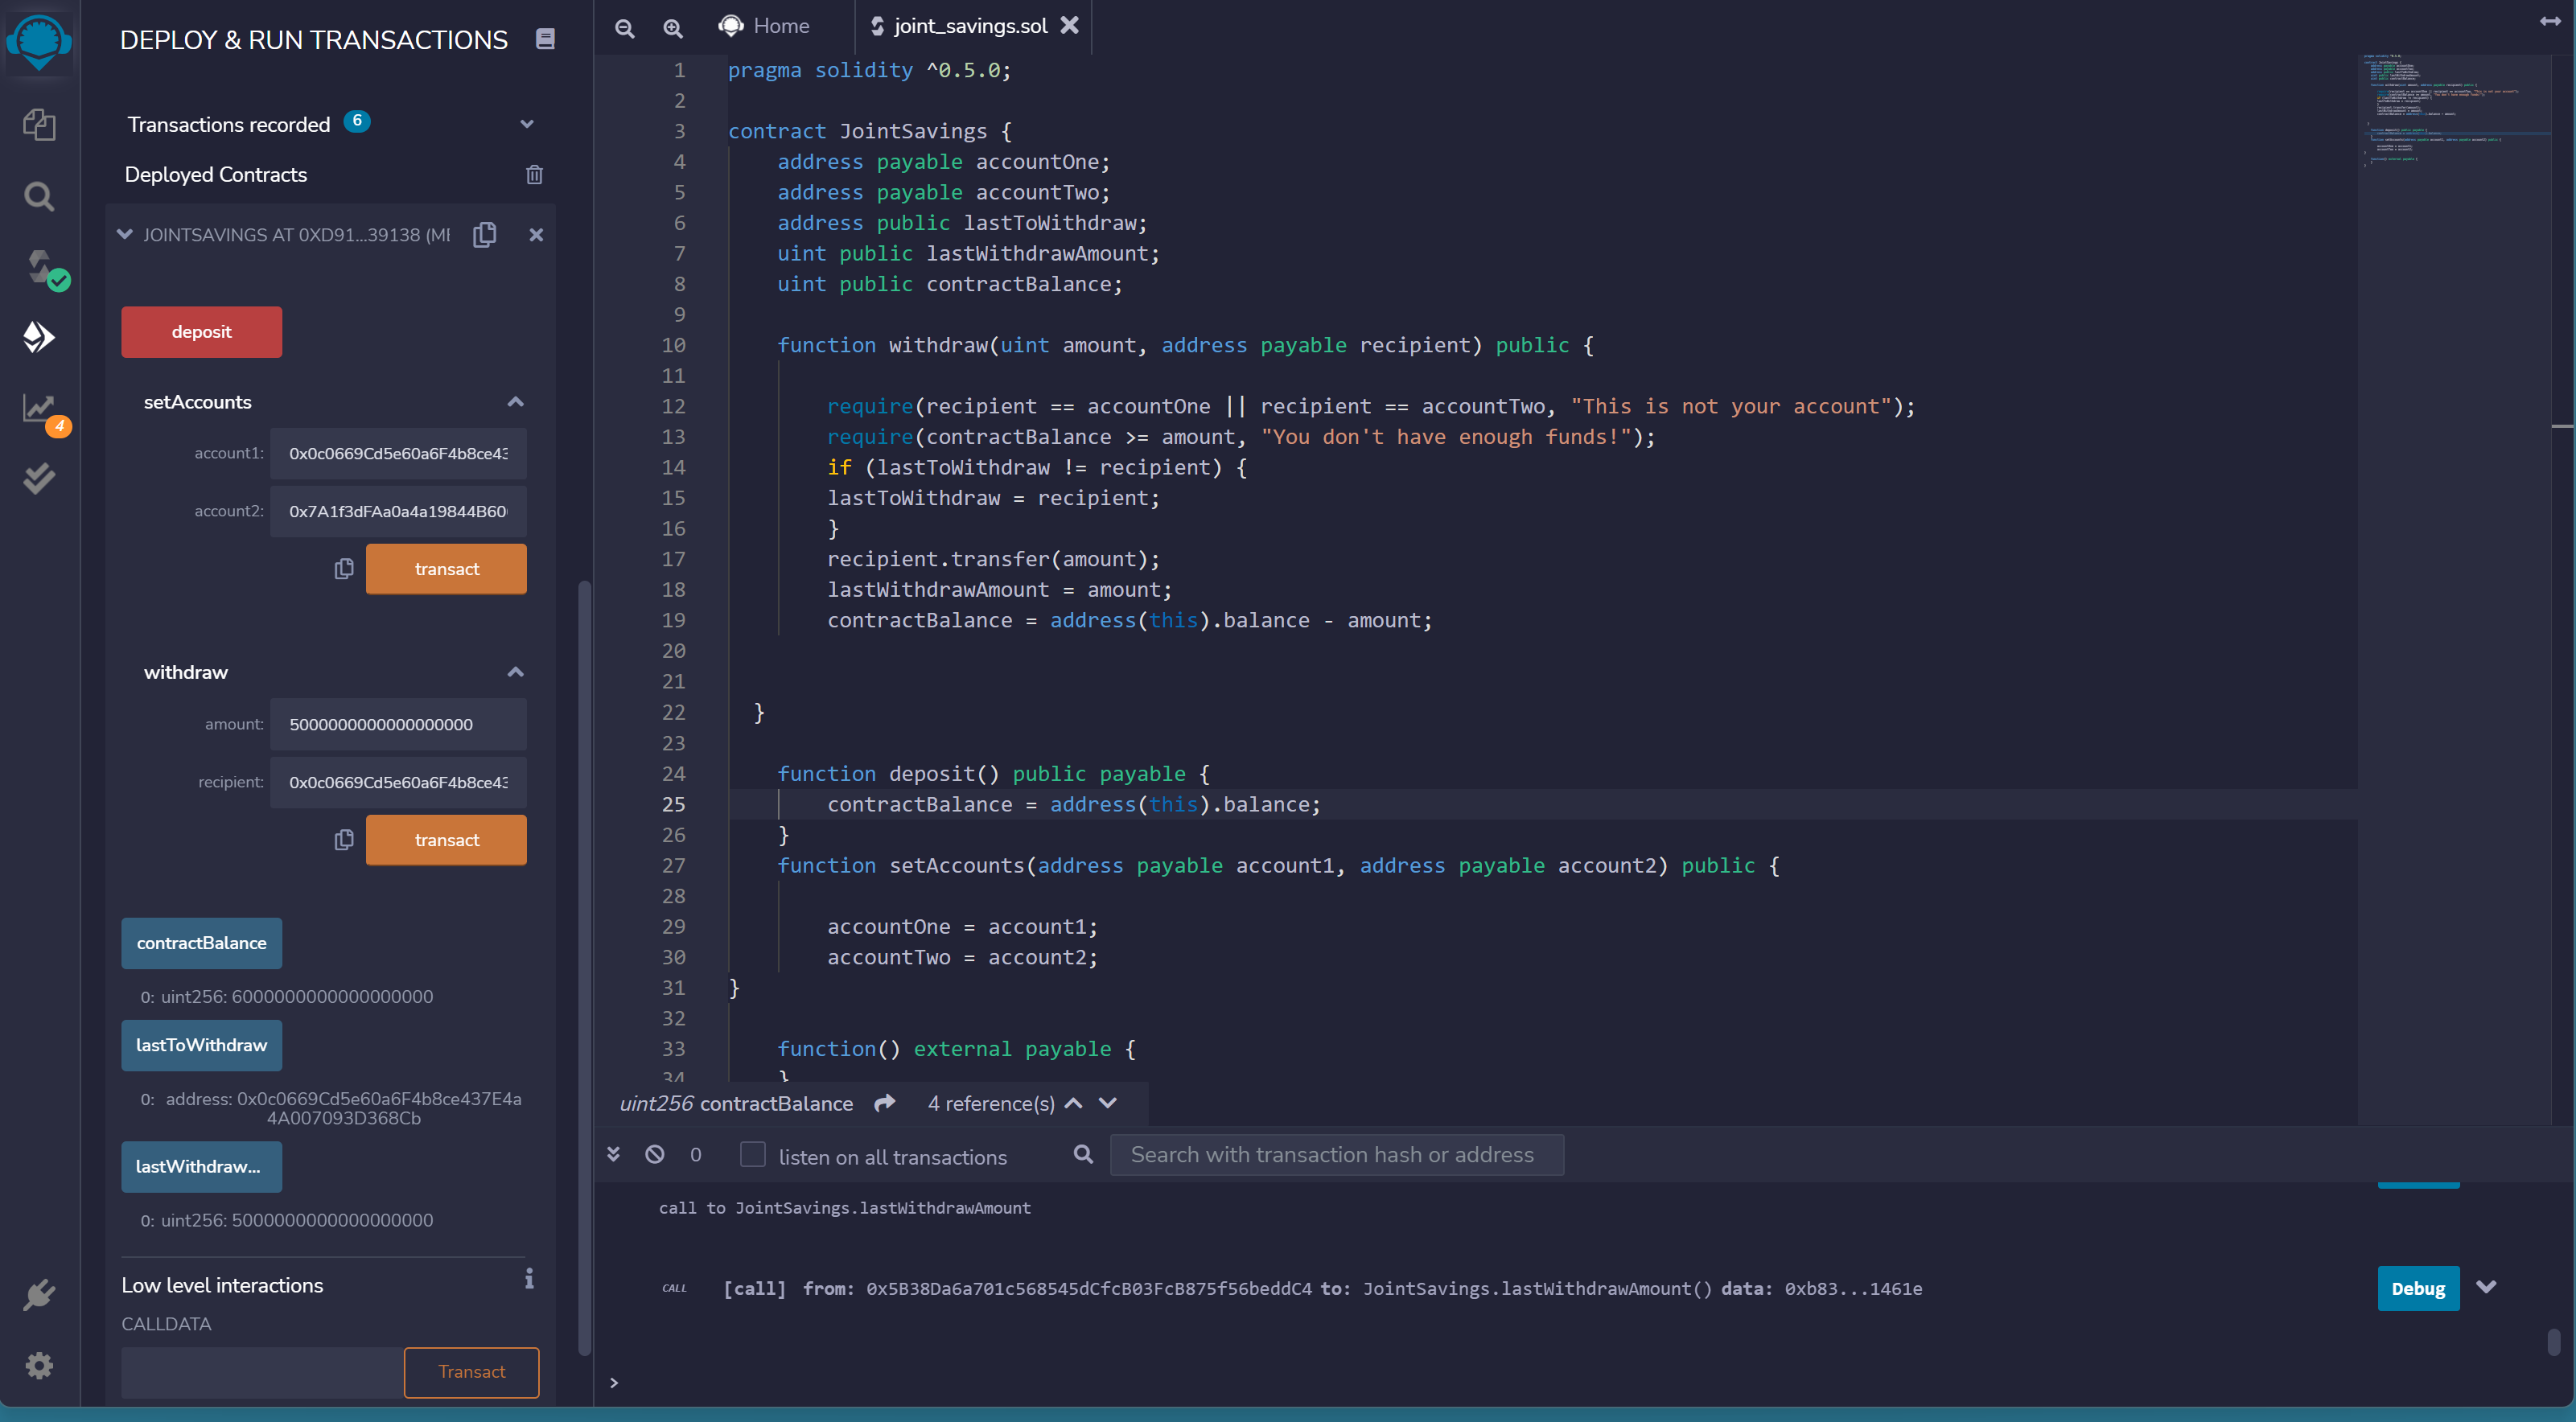 DEPLOY & RUN TRANSACTIONS
Transactions recorded 6
Deployed Contracts
JOINTSAVINGS AT 0XD91...39138 (ME
deposit
setAccounts
account1: 0x0c0669Cd5e60a6F4b8ce43
account2: 0x7A1f3dFAa0a4a19844B60
transact
withdraw
amount: 5000000000000000000
recipient: 0x0c0669Cd5e60a6F4b8ce43
transact
contractBalance
0: uint256: 6000000000000000000
lastToWithdraw
0: address: 0x0c0669Cd5e60a6F4b8ce437E4a
4A007093D368Cb
lastWithdraw...
0: uint256: 5000000000000000000
Low level interactions
CALLDATA
Transact
4
Home
joint_savings.sol
1 pragma solidity ^0.5.0;
2
3 contract JointSavings {
4 address payable accountOne;
5 address payable accountTwo;
6 address public lastToWithdraw;
7 uint public lastWithdrawAmount;
8 uint public contractBalance;
9
10 function withdraw(uint amount, address payable recipient) public {
11
12 require(recipient == accountOne || recipient == accountTwo, "This is not your account");
13 require(contractBalance >= amount, "You don't have enough funds!");
14 if (lastToWithdraw != recipient) {
15 lastToWithdraw = recipient;
16 }
17 recipient.transfer(amount);
18 lastWithdrawAmount = amount;
19 contractBalance = address(this).balance - amount;
20
21
22 }
23
24 function deposit() public payable {
25 contractBalance = address(this).balance;
26 }
27 function setAccounts(address payable account1, address payable account2) public {
28
29 accountOne = account1;
30 accountTwo = account2;
31 }
32
33 function() external payable {
34 }
uint256 contractBalance 4 reference(s)
0 listen on all transactions Search with transaction hash or address
call to JointSavings.lastWithdrawAmount
CALL [call] from: 0x5B38Da6a701c568545dCfcB03FcB875f56beddC4 to: JointSavings.lastWithdrawAmount() data: 0xb83...1461e
Debug
>